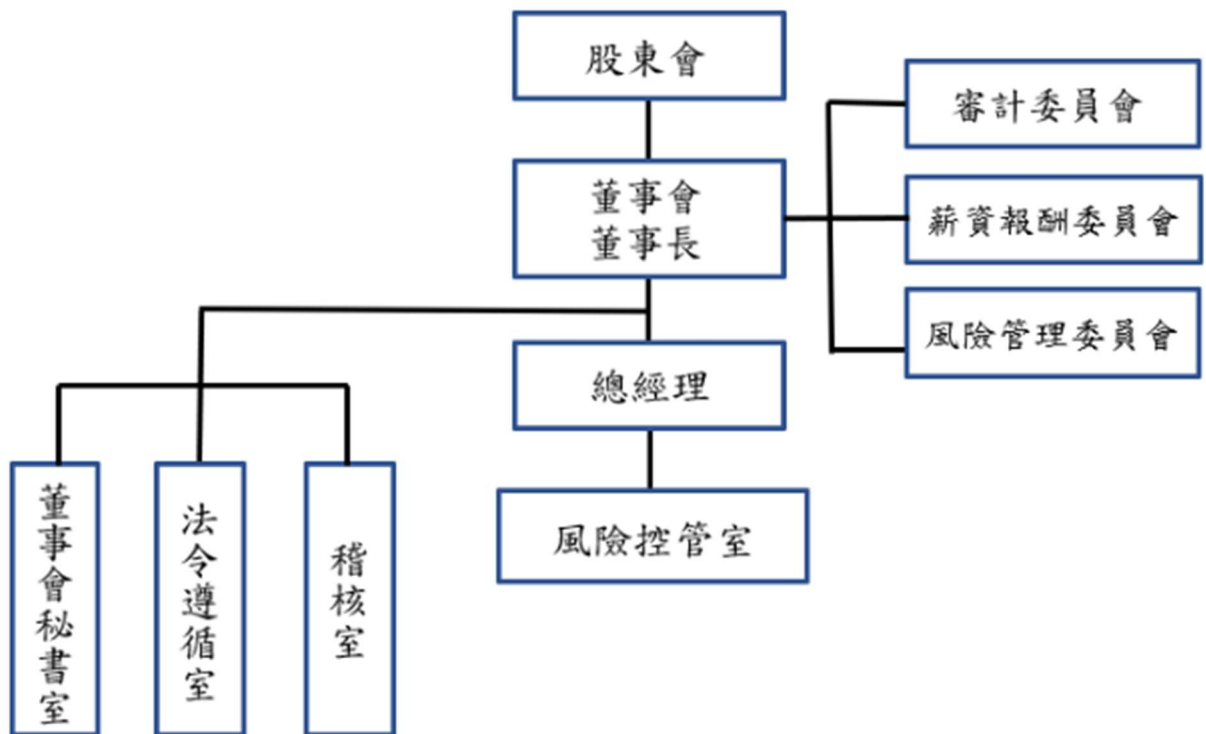 股東會
審計委員會
董事會
董事長
薪資報酬委員會
風險管理委員會
總經理
風險控管室
董事會秘書室
法令遵循室
稽核室